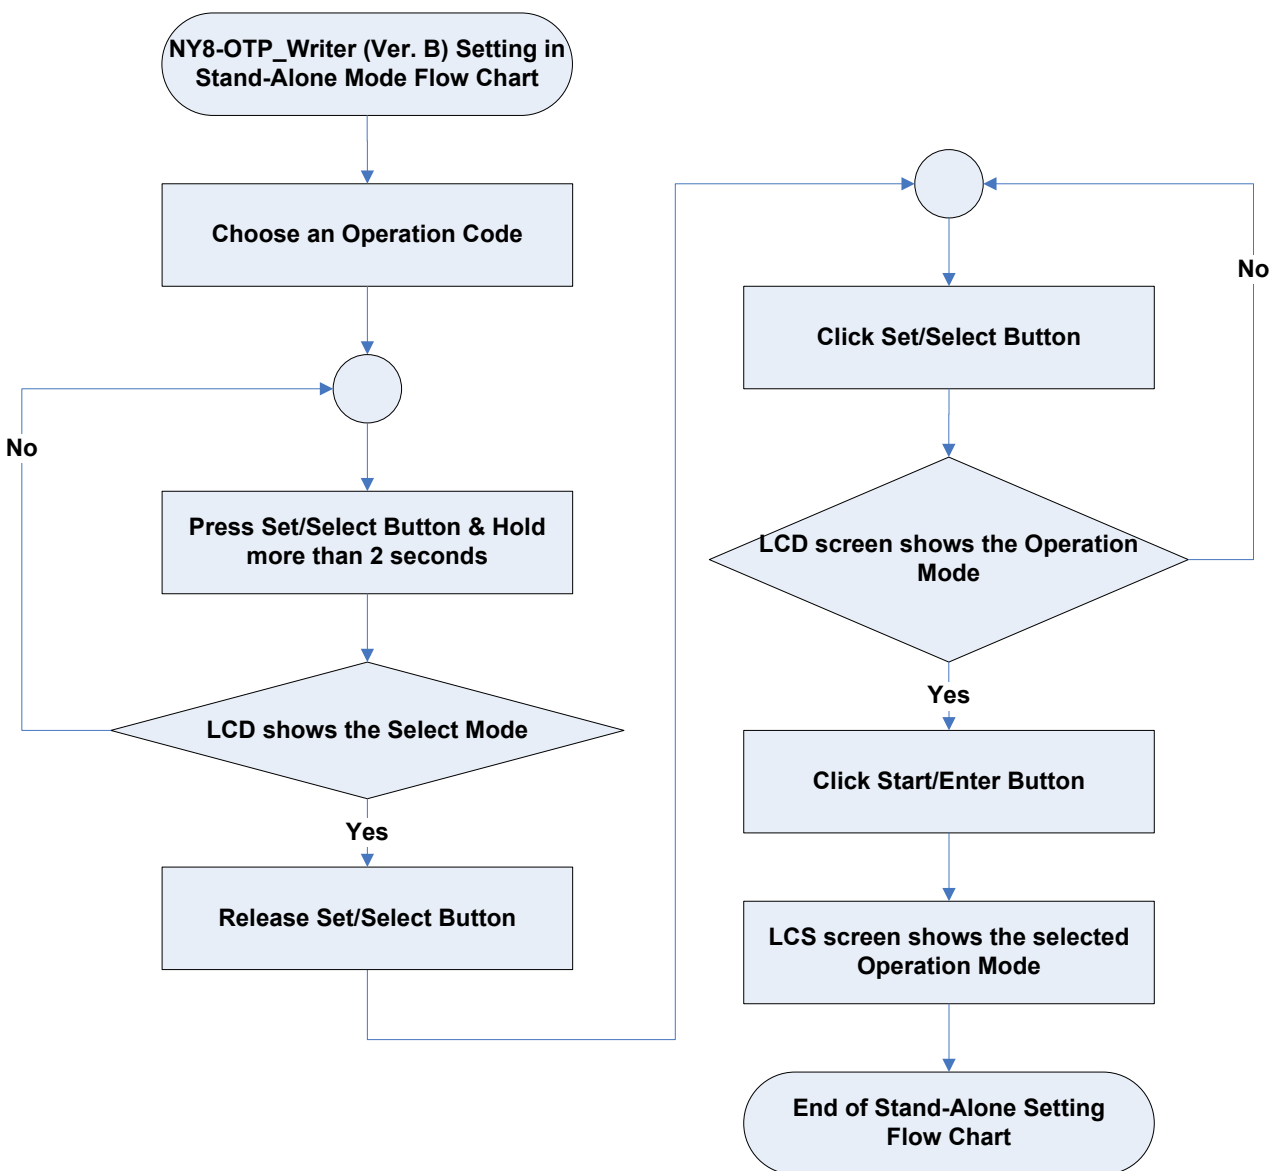 NY8-OTP_Writer (Ver. B) Setting in
Stand-Alone Mode Flow Chart
Choose an Operation Code
No
Press Set/Select Button & Hold
more than 2 seconds
LCD shows the Select Mode
Yes
Release Set/Select Button
No
Click Set/Select Button
LCD screen shows the Operation
Mode
Yes
Click Start/Enter Button
LCS screen shows the selected
Operation Mode
End of Stand-Alone Setting
Flow Chart